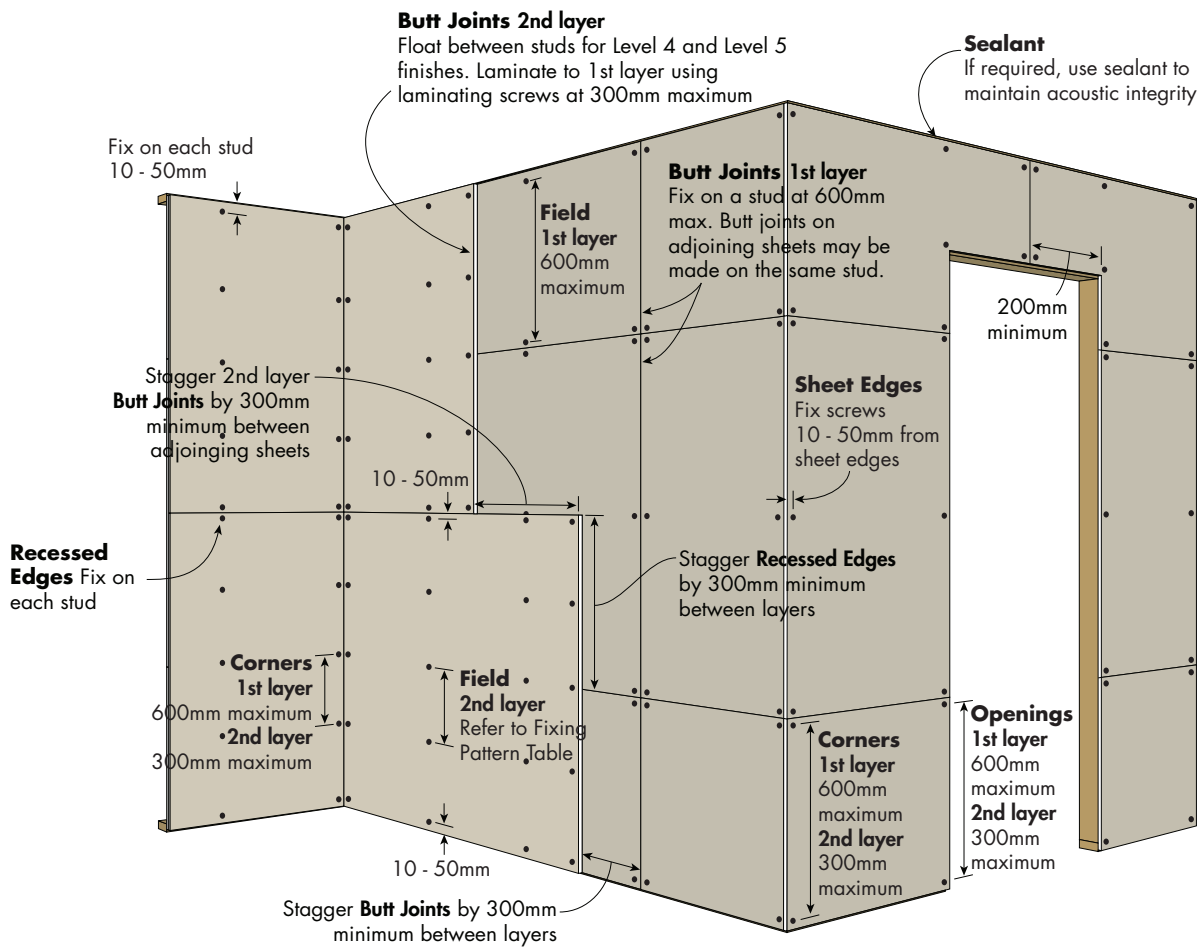 Butt Joints 2nd layer
Float between studs for Level 4 and Level 5
finishes. Laminate to 1st layer using
laminating screws at 300mm maximum
Sealant
If required, use sealant to
maintain acoustic integrity
Fix on each stud
10 - 50mm
Field
1st layer
600mm
maximum
Butt Joints 1st layer
Fix on a stud at 600mm
max. Butt joints on
adjoining sheets may be
made on the same stud.
200mm
minimum
Stagger 2nd layer
Butt Joints by 300mm
minimum between
adjoinging sheets
Sheet Edges
Fix screws
10 - 50mm from
sheet edges
10 - 50mm
Recessed
Edges Fix on
each stud
Stagger Recessed Edges
by 300mm minimum
between layers
Corners
1st layer
600mm maximum
2nd layer
300mm maximum
Field
2nd layer
Refer to Fixing
Pattern Table
Corners
1st layer
600mm
maximum
2nd layer
300mm
maximum
Openings
1st layer
600mm
maximum
2nd layer
300mm
maximum
10 - 50mm
Stagger Butt Joints by 300mm
minimum between layers